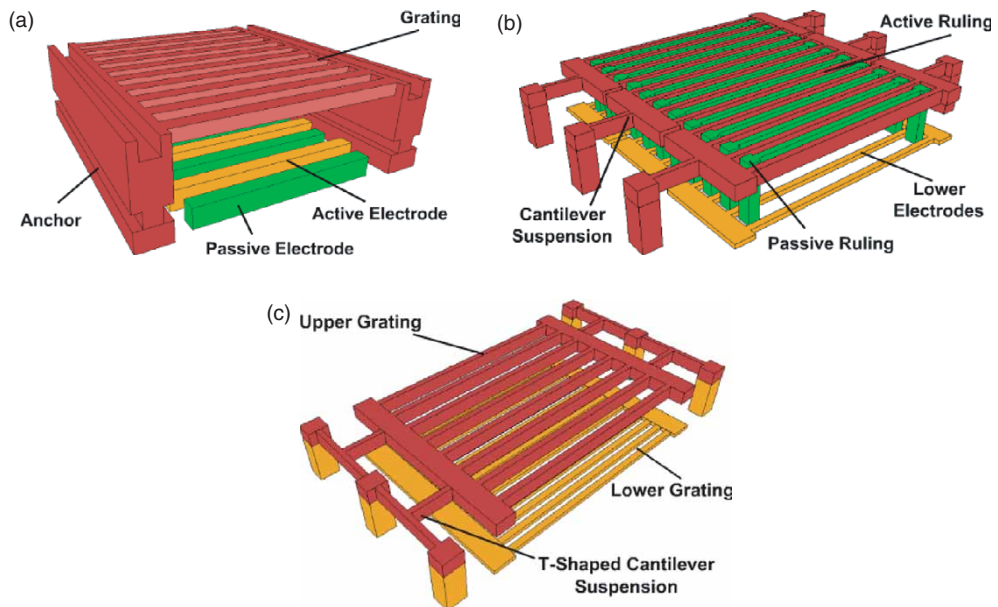 (a)
Grating
Anchor
Active Electrode
Passive Electrode
(b)
Active Ruling
Cantilever
Suspension
Lower
Electrodes
Passive Ruling
(c)
Upper Grating
Lower Grating
T-Shaped Cantilever
Suspension